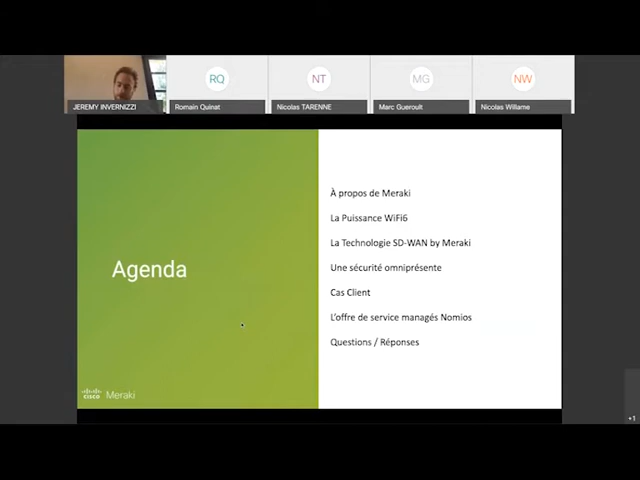 RQ
NT
MG
NW
JEREMY INVERNIZZI
Romain Quinat
Nicolas TARENNE
Marc Gueroult
Nicolas Willame
À propos de Meraki
La Puissance WiFi6
La Technologie SD-WAN by Meraki
Une sécurité omniprésente
Cas Client
L'offre de service managés Nomios
Questions / Réponses
Agenda
CISCO Meraki
+1